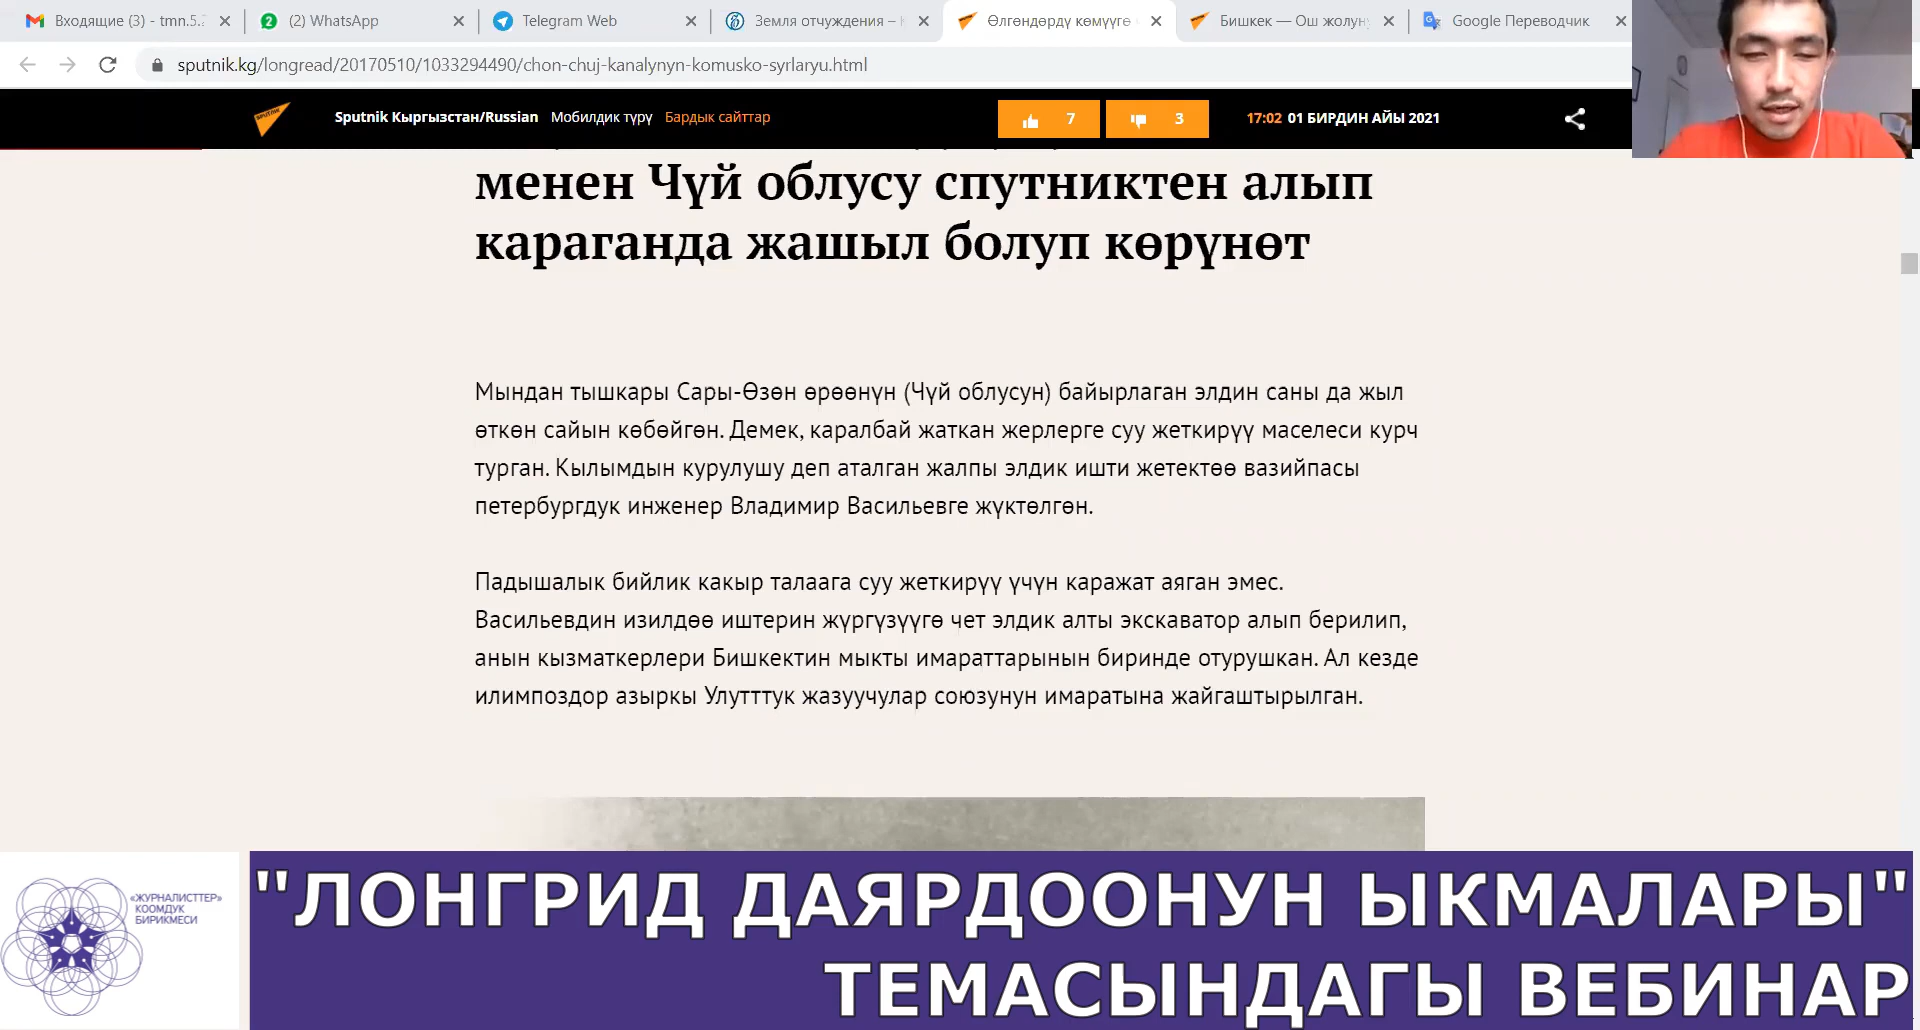 Входящие (3) - tmn.5.
(2) WhatsApp
Telegram Web
Земля отчуждения –
Өлгөндөрдү көмүүгө
Бишкек — Ош жолун
Google Переводчик
sputnik.kg/longread/20170510/1033294490/chon-chuj-kanalynyn-komusko-syrlaryu.html
SPUTNIK
Sputnik Кыргызстан/Russian Мобилдик түрү Бардык сайттар
7
3
17:02 01 БИРДИН АЙЫ 2021
менен Чүй облусу спутниктен алып
караганда жашыл болуп көрүнөт
Мындан тышкары Сары-Өзөн өрөөнүн (Чүй облусун) байырлаган элдин саны да жыл
өткөн сайын көбөйгөн. Демек, каралбай жаткан жерлерге суу жеткирүү маселеси курч
турган. Кылымдын курулушу деп аталган жалпы элдик ишти жетектөө вазийпасы
петербургдук инженер Владимир Васильевге жүктөлгөн.
Падышалык бийлик какыр талаага суу жеткирүү үчүн каражат аяган эмес.
Васильевдин изилдөө иштерин жүргүзүүгө чет элдик алты экскаватор алып берилип,
анын кызматкерлери Бишкектин мыкты имараттарынын биринде отурушкан. Ал кезде
илимпоздор азыркы Улутттук жазуучулар союзунун имаратына жайгаштырылган.
«ЖУРНАЛИСТТЕР»
КООМДУК
БИРИКМЕСИ
"ЛОНГРИД ДАЯРДООНУН ЫКМАЛАРЫ"
ТЕМАСЫНДАГЫ ВЕБИНАР